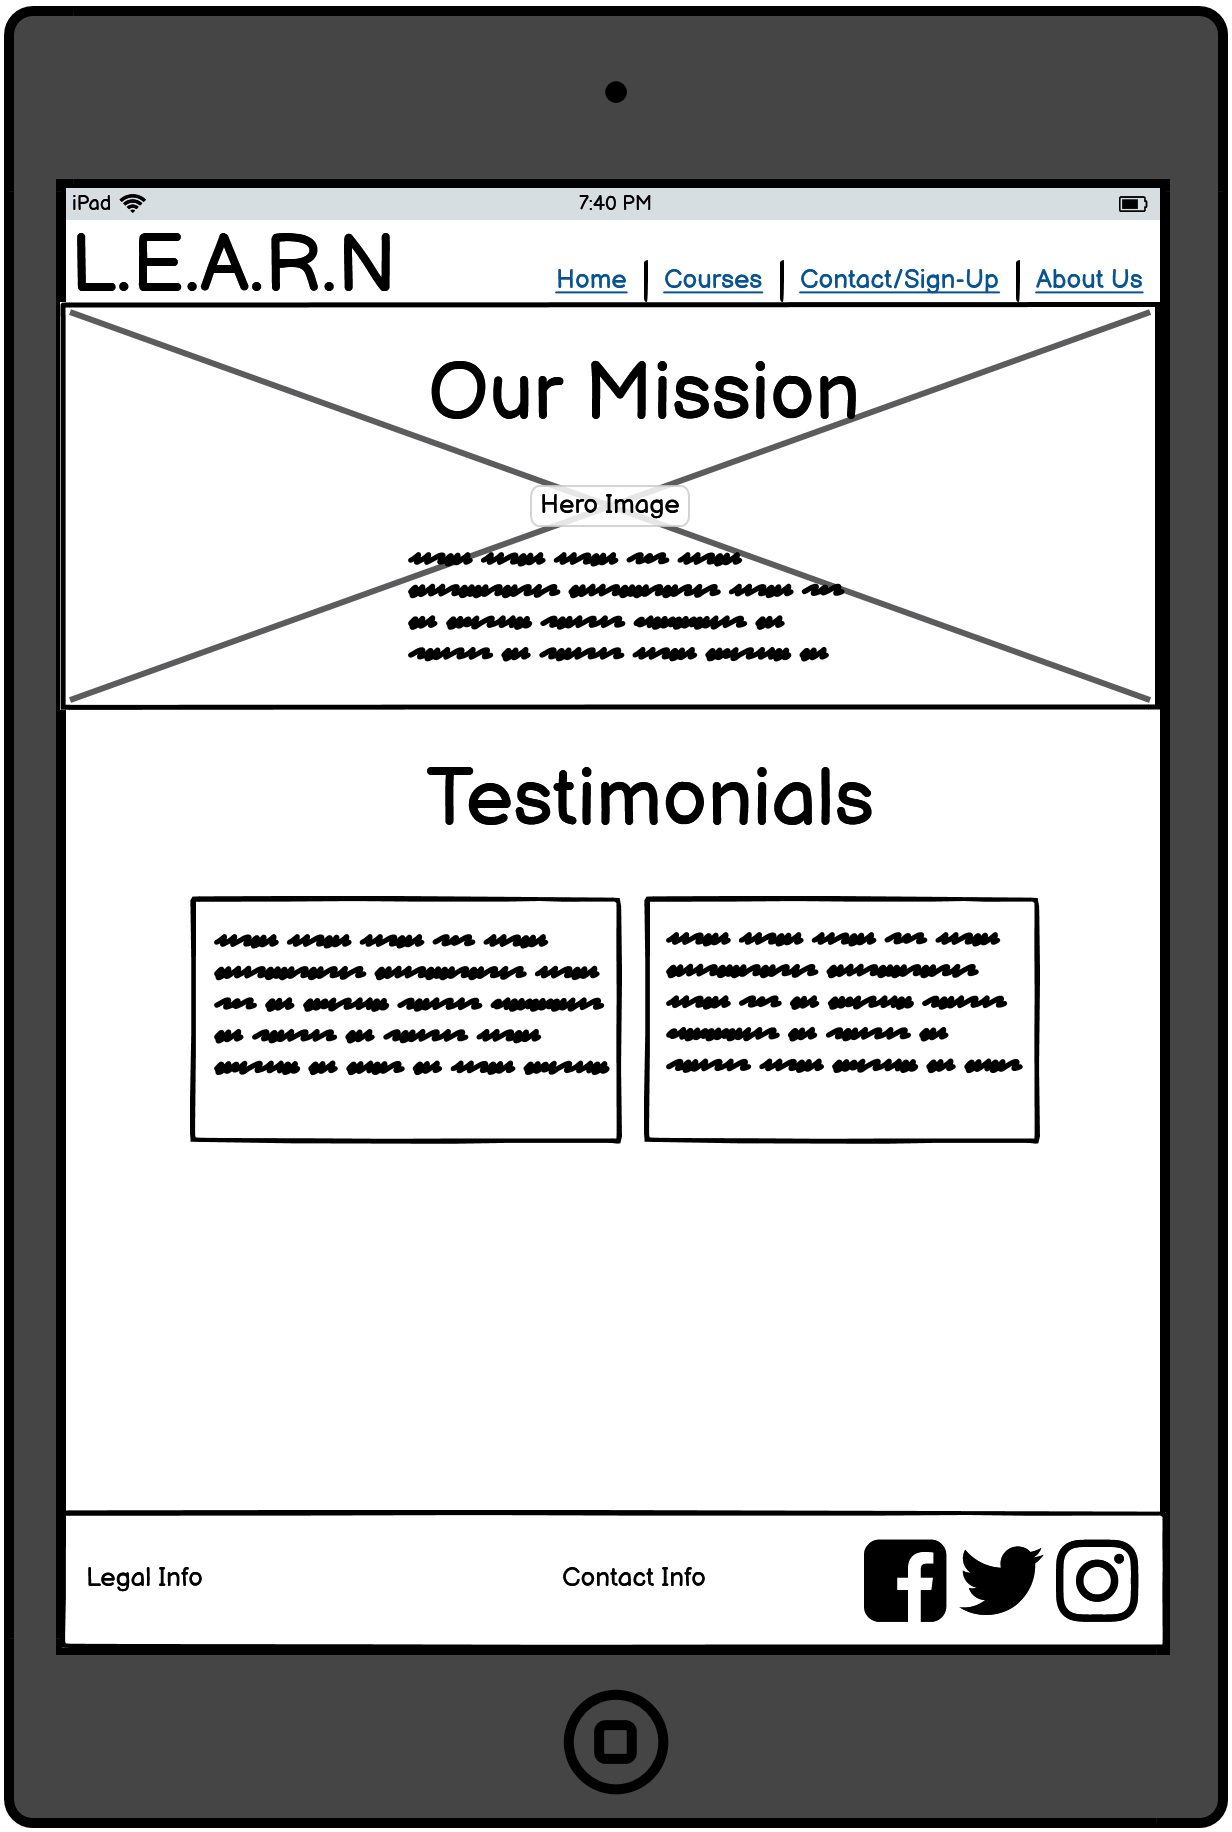 iPad 7:40 PM
L.E.A.R.N
Home Courses Contact/Sign-Up About Us
Our Mission
Hero Image
Testimonials
Legal Info Contact Info